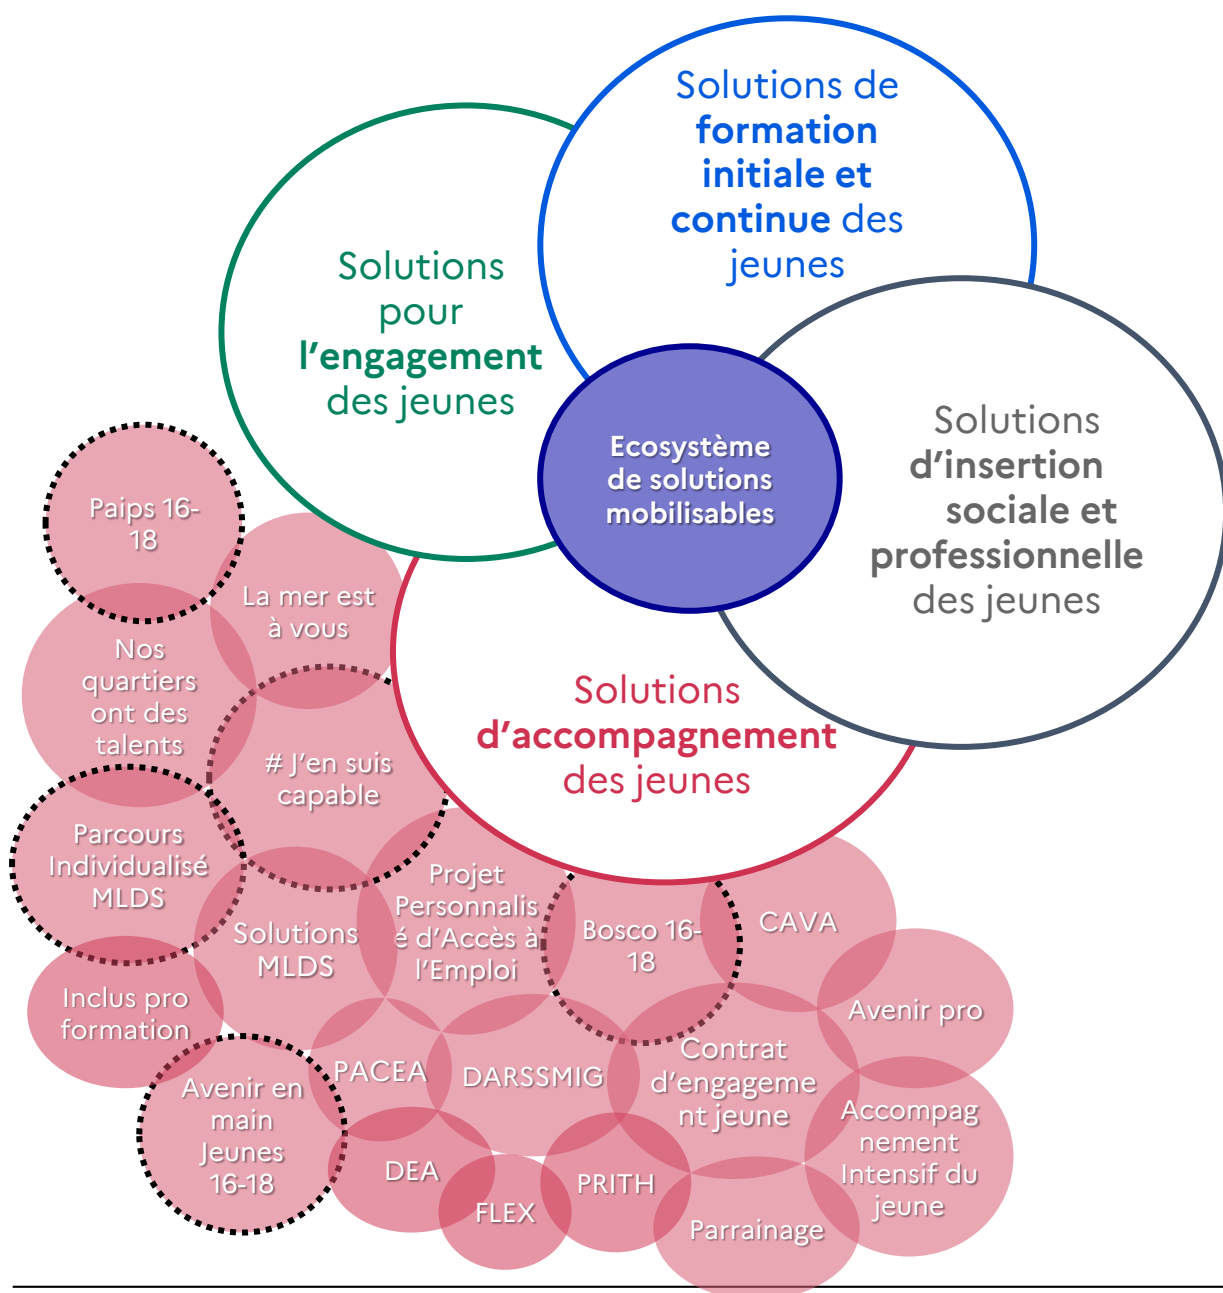 Solutions de
formation
initiale et
continue des
jeunes
Solutions
pour
l'engagement
des jeunes
Ecosystème
de solutions
mobilisables
Solutions
d'insertion
sociale et
professionnelle
des jeunes
Solutions
d'accompagnement
des jeunes
Paips 16-
18
La mer est
à vous
Nos
quartiers
ont des
talents
# J'en suis
capable
Parcours
Individualisé
MLDS
Solutions
MLDS
Projet
Personnalis
é d'Accès à
l'Emploi
Bosco 16-
18
CAVA
Inclus pro
formation
Avenir pro
Avenir en
main
Jeunes
16-18
PACEA
DARSSMIG
Contrat
d'engageme
nt jeune
Accompag
nement
Intensif du
jeune
DEA
FLEX
PRITH
Parrainage